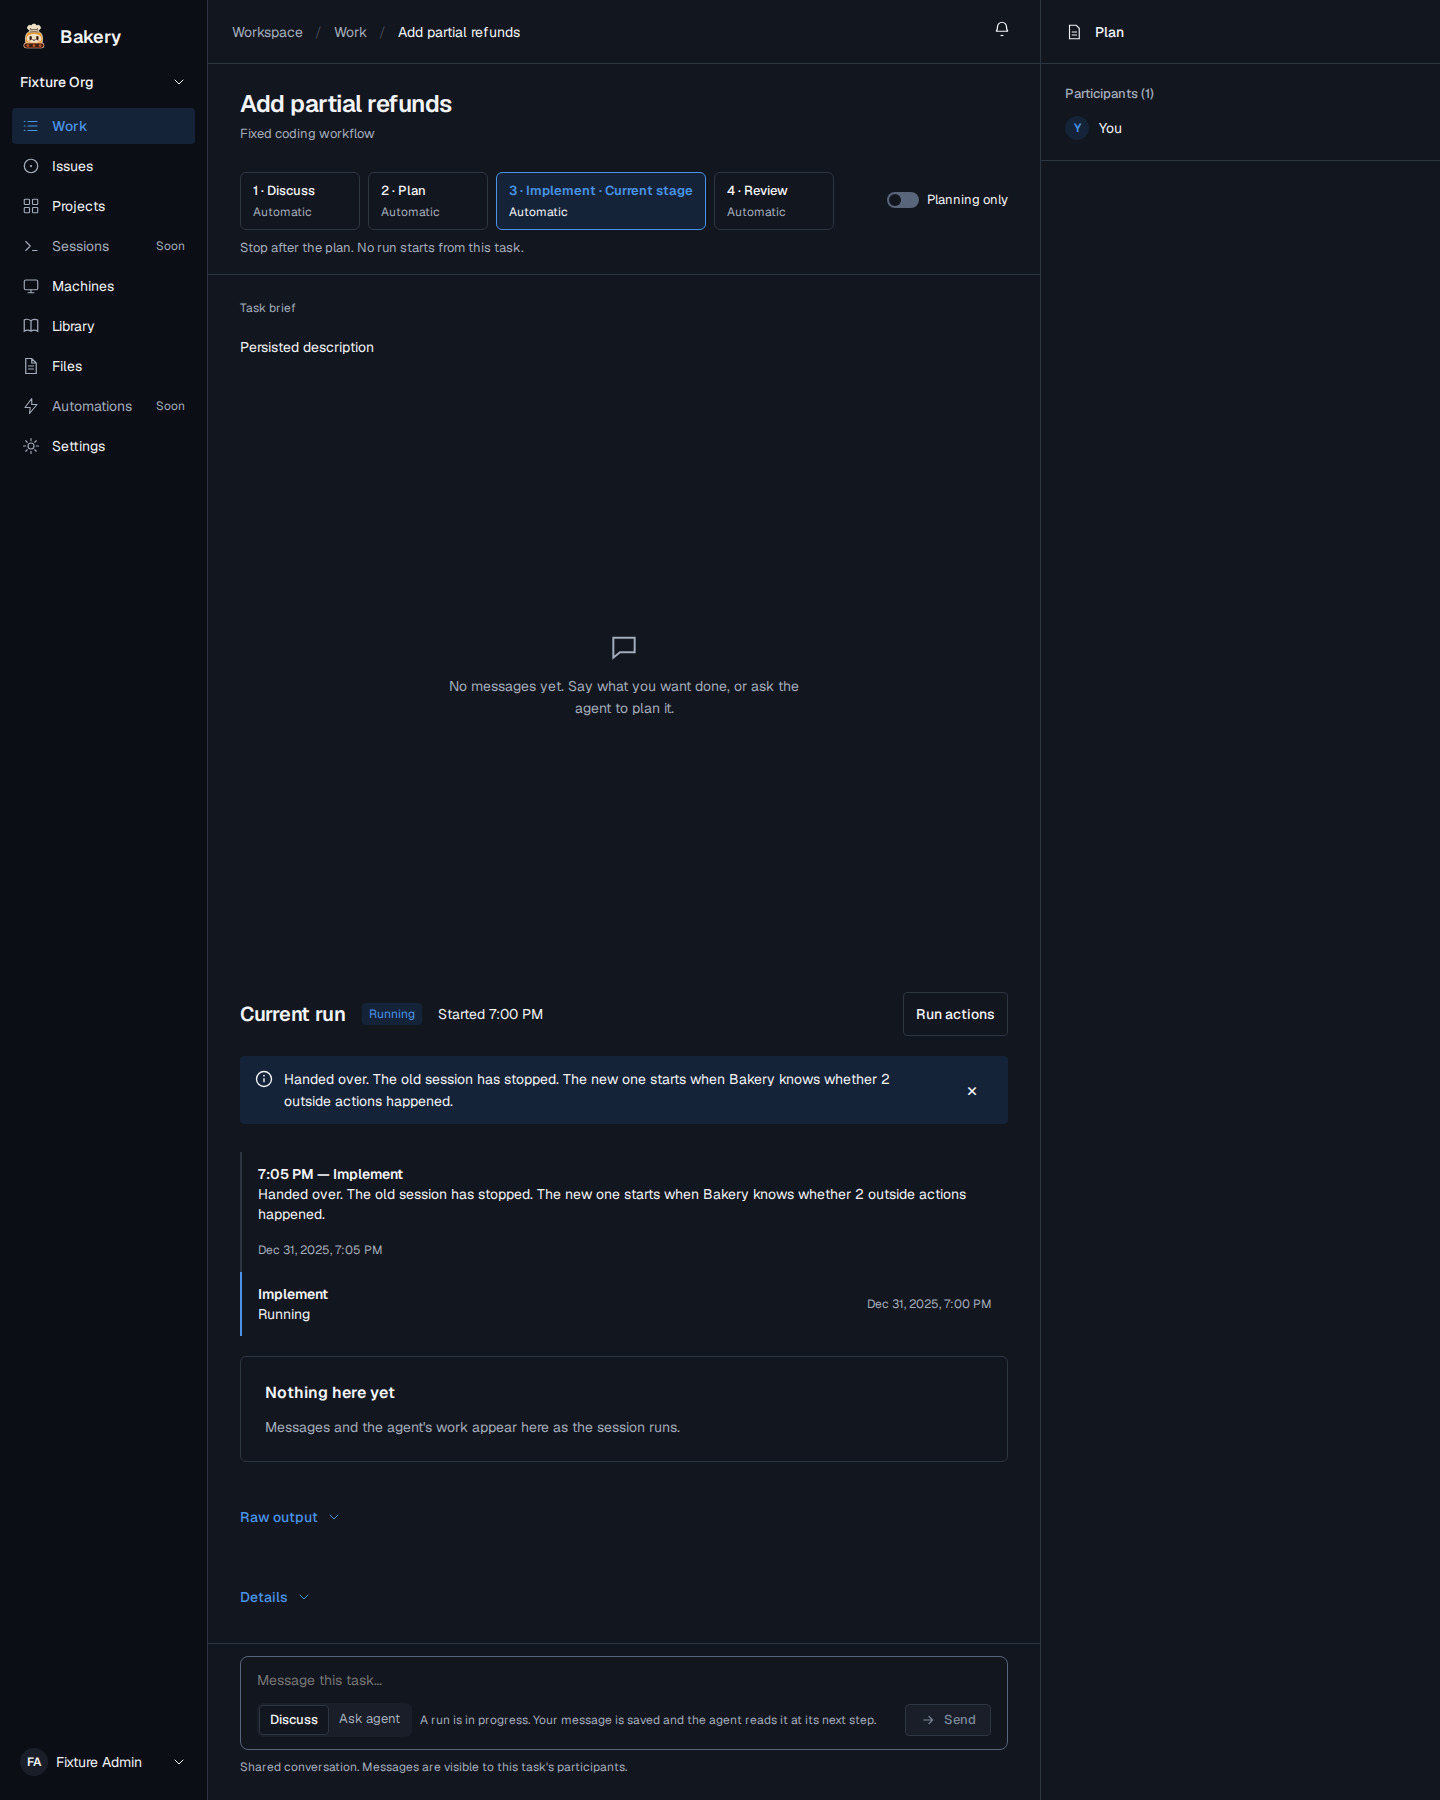 Bakery
Fixture Org
Work
Issues
Projects
Sessions Soon
Machines
Library
Files
Automations Soon
Settings
FA Fixture Admin
Workspace / Work / Add partial refunds
Add partial refunds
Fixed coding workflow
1 · Discuss
Automatic
2 · Plan
Automatic
3 · Implement · Current stage
Automatic
4 · Review
Automatic
Planning only
Stop after the plan. No run starts from this task.
Task brief
Persisted description
No messages yet. Say what you want done, or ask the
agent to plan it.
Current run Running Started 7:00 PM Run actions
Handed over. The old session has stopped. The new one starts when Bakery knows whether 2
outside actions happened.
7:05 PM — Implement
Handed over. The old session has stopped. The new one starts when Bakery knows whether 2 outside actions
happened.
Dec 31, 2025, 7:05 PM
Implement
Running
Dec 31, 2025, 7:00 PM
Nothing here yet
Messages and the agent's work appear here as the session runs.
Raw output
Details
Message this task...
Discuss Ask agent A run is in progress. Your message is saved and the agent reads it at its next step. Send
Shared conversation. Messages are visible to this task's participants.
Plan
Participants (1)
Y You